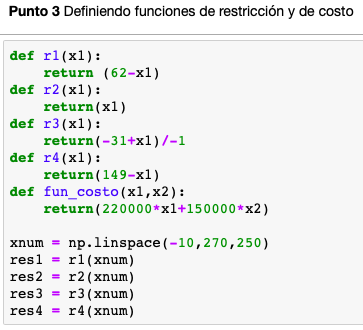 Punto 3 Definiendo funciones de restricción y de costo
def r1(x1):
    return (62-x1)
def r2(x1):
    return(x1)
def r3(x1):
    return(-31+x1)/-1
def r4(x1):
    return(149-x1)
def fun_costo(x1,x2):
    return(220000*x1+150000*x2)

xnum = np.linspace(-10,270,250)
res1 = r1(xnum)
res2 = r2(xnum)
res3 = r3(xnum)
res4 = r4(xnum)